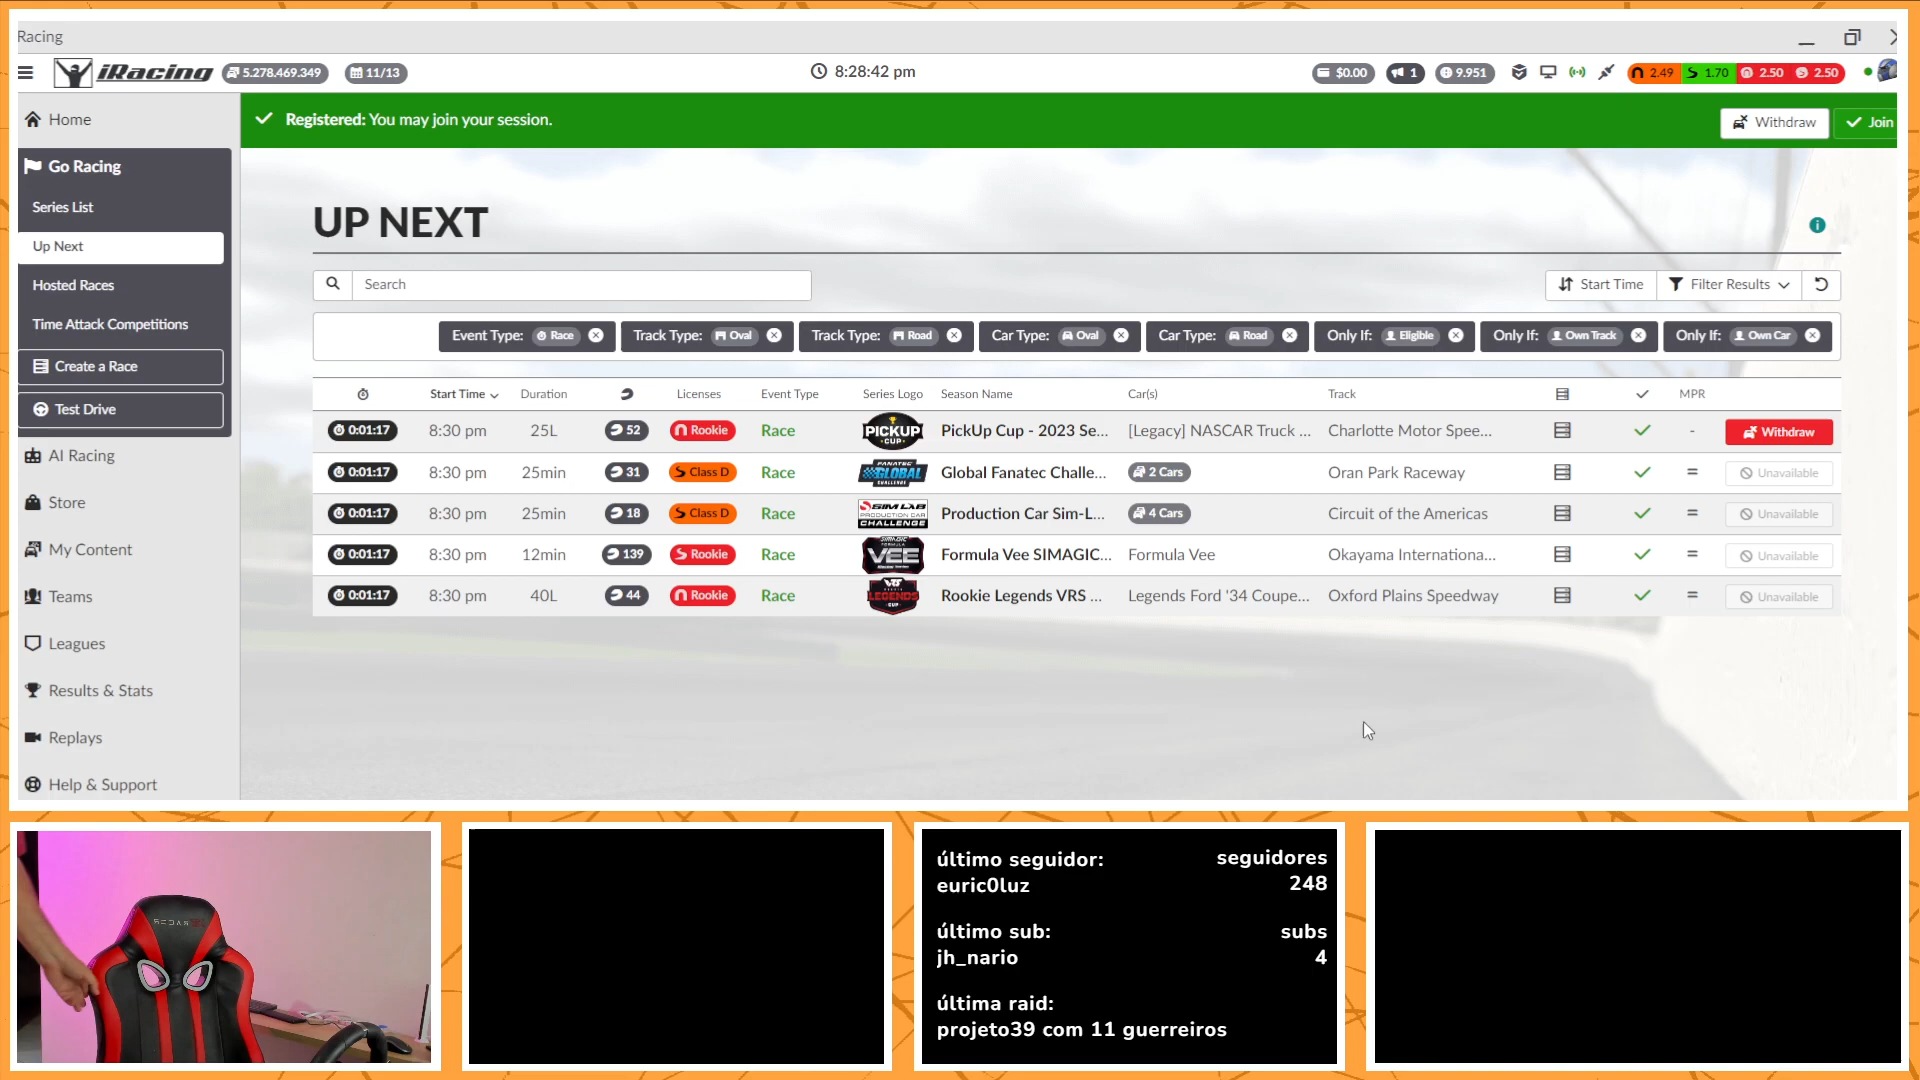 Racing
iRacing 5.278.469.349 11/13 8:28:42 pm $0.00 1 9.951 2.49 1.70 2.50 2.50
Home
Registered: You may join your session. Withdraw Join
Go Racing
Series List
Up Next
Hosted Races
Time Attack Competitions
Create a Race
Test Drive
AI Racing
Store
My Content
Teams
Leagues
Results & Stats
Replays
Help & Support
UP NEXT
Search Start Time Filter Results
Event Type: Race Track Type: Oval Track Type: Road Car Type: Oval Car Type: Road Only If: Eligible Only If: Own Track Only If: Own Car
Start Time Duration Licenses Event Type Series Logo Season Name Car(s) Track MPR
0:01:17 8:30 pm 25L 52 Rookie Race PICKUP CUP PickUp Cup - 2023 Se... [Legacy] NASCAR Truck ... Charlotte Motor Spee... - Withdraw
0:01:17 8:30 pm 25min 31 Class D Race FANATEC GLOBAL CHALLENGE Global Fanatec Challe... 2 Cars Oran Park Raceway = Unavailable
0:01:17 8:30 pm 25min 18 Class D Race SIM LAB PRODUCTION CAR CHALLENGE Production Car Sim-L... 4 Cars Circuit of the Americas = Unavailable
0:01:17 8:30 pm 12min 139 Rookie Race SIMAGIC FORMULA VEE Formula Vee SIMAGIC... Formula Vee Okayama Internationa... = Unavailable
0:01:17 8:30 pm 40L 44 Rookie Race VRS LEGENDS CUP Rookie Legends VRS ... Legends Ford '34 Coupe... Oxford Plains Speedway = Unavailable
último seguidor: seguidores
euric0luz 248
último sub: subs
jh_nario 4
última raid:
projeto39 com 11 guerreiros